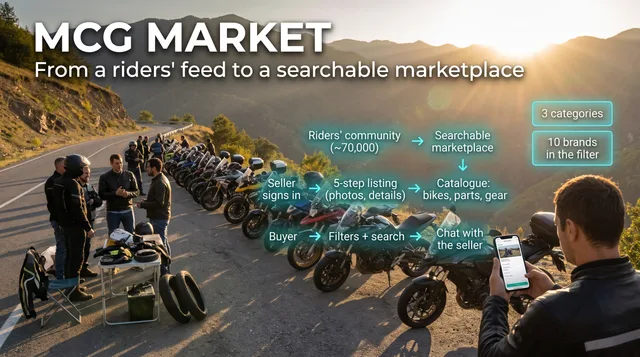 MCG MARKET
From a riders' feed to a searchable marketplace
3 categories
10 brands
in the filter
Riders' community
(~70,000)
→
Searchable
marketplace
↓
Seller
signs in
→
5-step listing
(photos, details)
→
Catalogue:
bikes, parts, gear
Buyer
→
Filters + search
→
Chat with
the seller